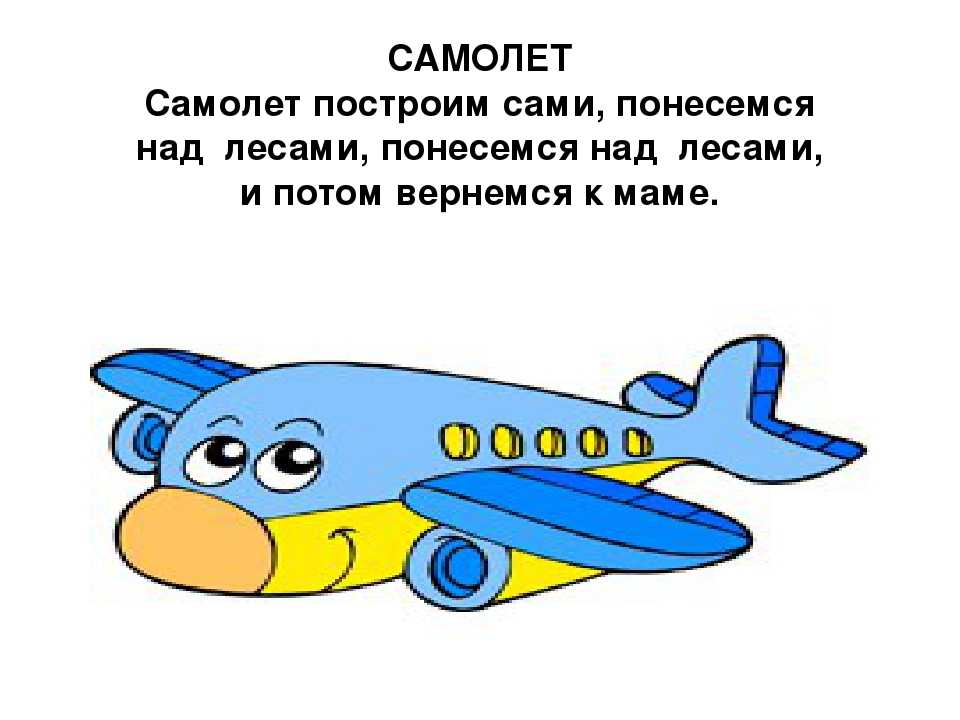 САМОЛЕТ
Самолет построим сами, понесемся
над лесами, понесемся над лесами,
и потом вернемся к маме.